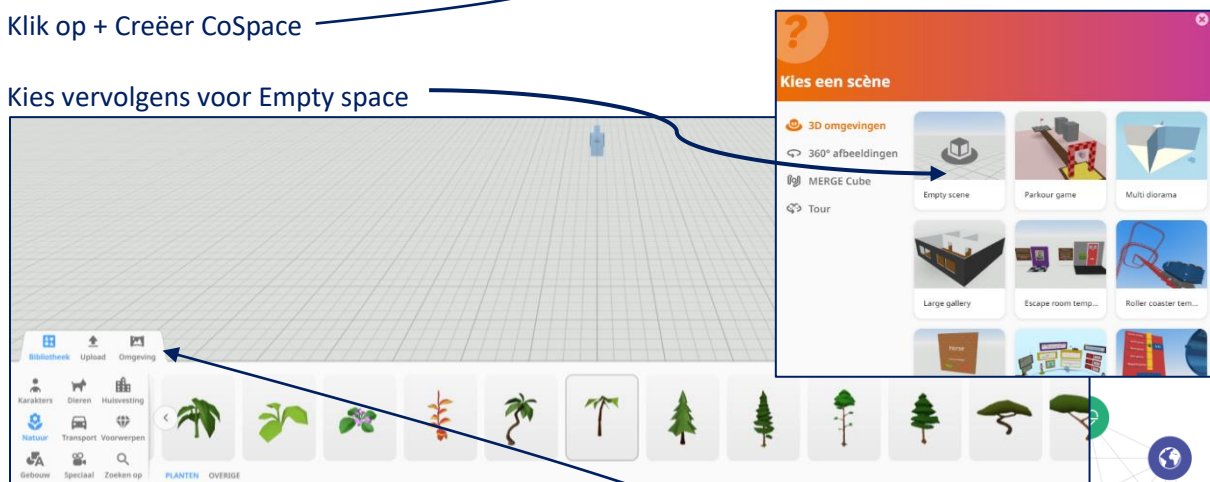 Klik op + Creëer CoSpace
Kies vervolgens voor Empty space
?
Kies een scène
3D omgevingen
360° afbeeldingen
MERGE Cube
Tour
Empty scene
Parkour game
Multi diorama
Large gallery
Escape room temp...
Roller coaster tem...
Bibliotheek
Upload
Omgeving
Karakters
Dieren
Huisvesting
Natuur
Transport
Voorwerpen
Gebouw
Speciaal
Zoeken op
PLANTEN
OVERIGE